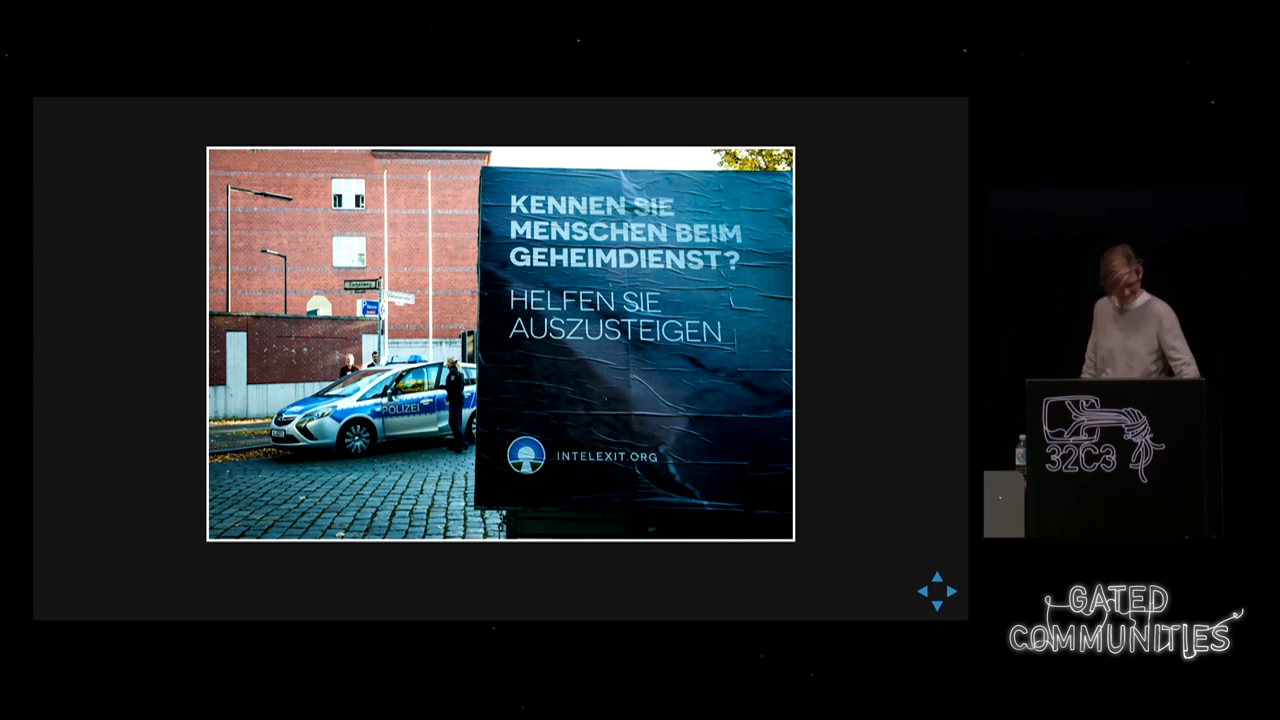 KENNEN SIE
MENSCHEN BEIM
GEHEIMDIENST?
HELFEN SIE
AUSZUSTEIGEN
INTELEXIT.ORG
POLIZEI
32C3
GATED
COMMUNITIES